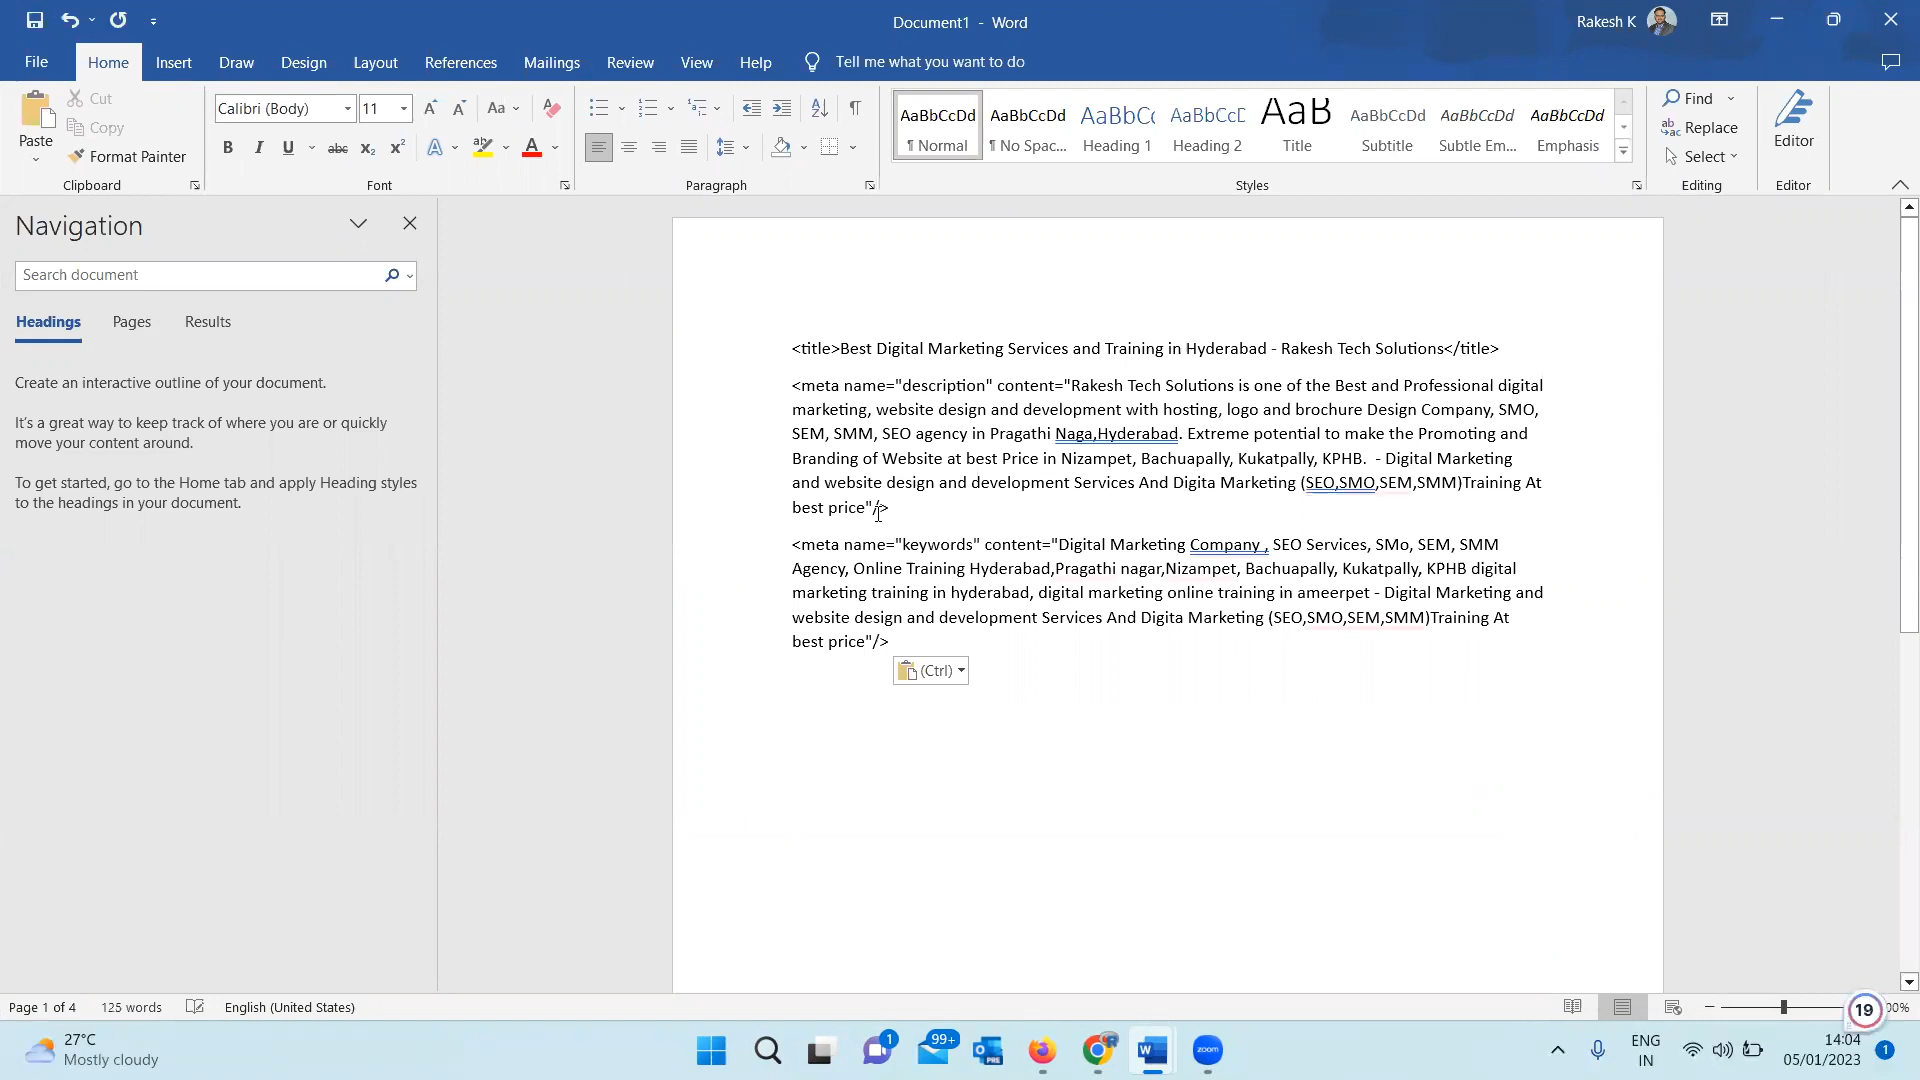 Document1 - Word
Rakesh K
File Home Insert Draw Design Layout References Mailings Review View Help Tell me what you want to do
Paste
Cut
Copy
Format Painter
Clipboard
Calibri (Body) 11
Font
Paragraph
AaBbCcDd AaBbCcDd AaBbCc AaBbCcD AaB AaBbCcDd AaBbCcDd AaBbCcDd
¶ Normal ¶ No Spac... Heading 1 Heading 2 Title Subtitle Subtle Em... Emphasis
Styles
Find
Replace
Select
Editing
Editor
Editor
Navigation
Search document
Headings Pages Results
Create an interactive outline of your document.
It's a great way to keep track of where you are or quickly
move your content around.
To get started, go to the Home tab and apply Heading styles
to the headings in your document.
<title>Best Digital Marketing Services and Training in Hyderabad - Rakesh Tech Solutions</title>
<meta name="description" content="Rakesh Tech Solutions is one of the Best and Professional digital
marketing, website design and development with hosting, logo and brochure Design Company, SMO,
SEM, SMM, SEO agency in Pragathi Naga,Hyderabad. Extreme potential to make the Promoting and
Branding of Website at best Price in Nizampet, Bachuapally, Kukatpally, KPHB.  - Digital Marketing
and website design and development Services And Digita Marketing (SEO,SMO,SEM,SMM)Training At
best price"/>
<meta name="keywords" content="Digital Marketing Company , SEO Services, SMo, SEM, SMM
Agency, Online Training Hyderabad,Pragathi nagar,Nizampet, Bachuapally, Kukatpally, KPHB digital
marketing training in hyderabad, digital marketing online training in ameerpet - Digital Marketing and
website design and development Services And Digita Marketing (SEO,SMO,SEM,SMM)Training At
best price"/>
(Ctrl)
Page 1 of 4 125 words English (United States)
19
27°C
Mostly cloudy
1
99+
zoom
ENG
IN
14:04
05/01/2023
1